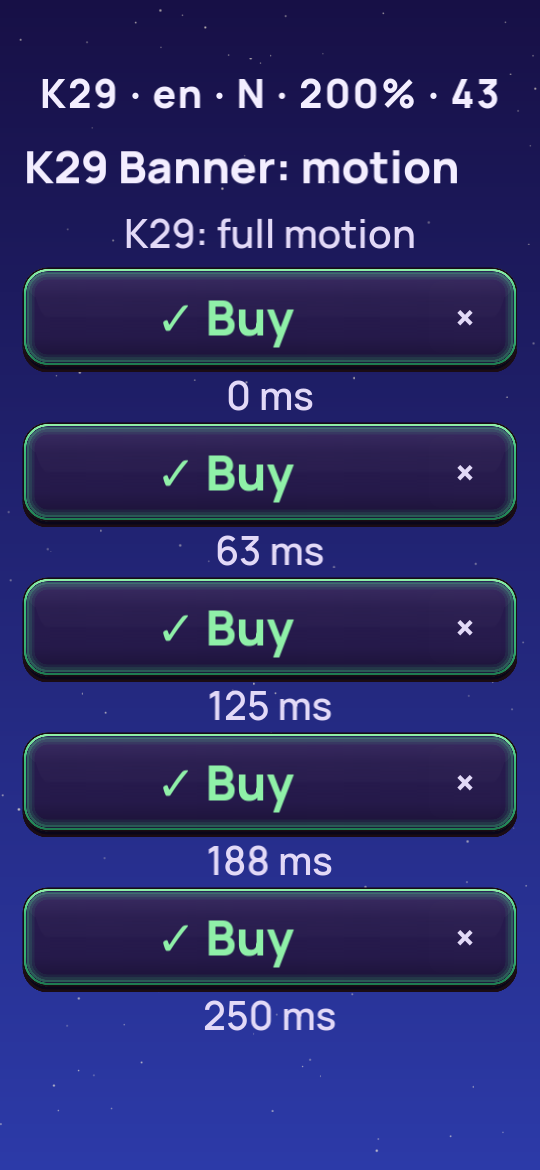 K29 · en · N · 200% · 43
K29 Banner: motion
K29: full motion
✓ Buy ×
0 ms
✓ Buy ×
63 ms
✓ Buy ×
125 ms
✓ Buy ×
188 ms
✓ Buy ×
250 ms